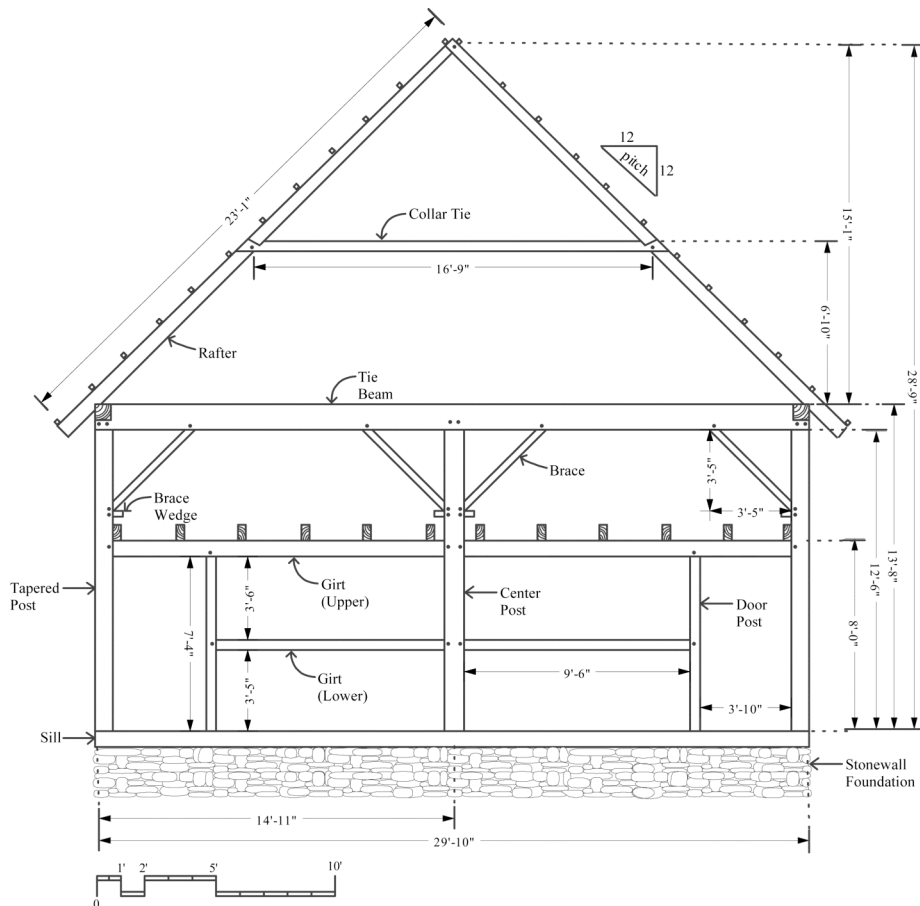 12
pitch
12
23'-1"
15'-1"
Collar Tie
16'-9"
6'-10"
Rafter
28'-9"
Tie
Beam
Brace
3'-5"
3'-5"
Brace
Wedge
13'-8"
12'-6"
Tapered
Post
Girt
(Upper)
3'-6"
Center
Post
Door
Post
8'-0"
7'-4"
Girt
(Lower)
3'-5"
9'-6"
3'-10"
Sill
Stonewall
Foundation
14'-11"
29'-10"
0
1'
2'
5'
10'